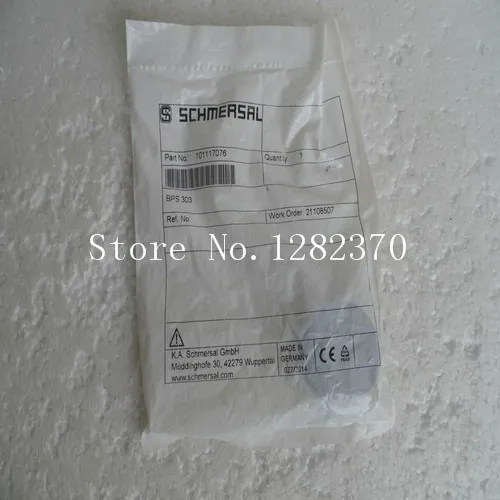 SCHMERSAL
Part No. 101117076 Quantity 1
BPS 303
Ref. No Work Order: 21108507
Store No.:1282370
K.A. Schmersal GmbH
Möddinghofe 30, 42279 Wuppertal
www.schmersal.com
MADE IN
GERMANY
CE